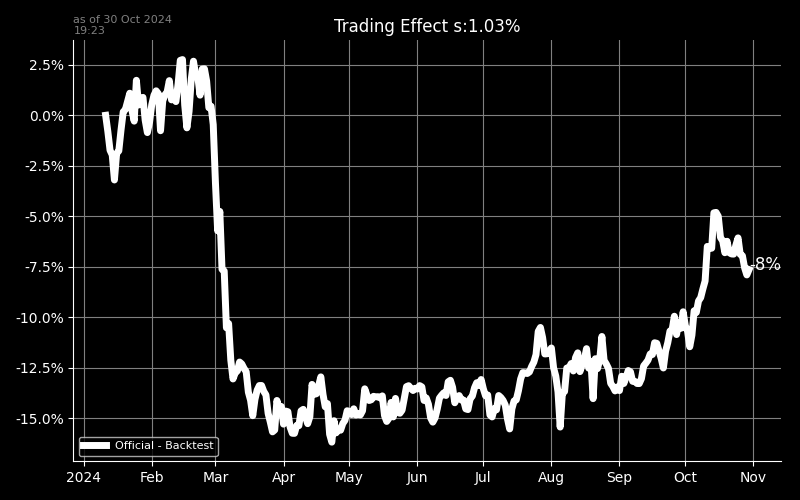 as of 30 Oct 2024
19:23
Trading Effect s:1.03%
2.5%
0.0%
-2.5%
-5.0%
-7.5%
-8%
-10.0%
-12.5%
-15.0%
Official - Backtest
2024 Feb Mar Apr May Jun Jul Aug Sep Oct Nov